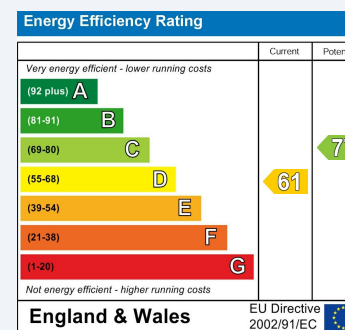 Energy Efficiency Rating
Current
Very energy efficient - lower running costs
(92 plus) A
(81-91) B
(69-80) C
7
(55-68) D
61
(39-54) E
(21-38) F
(1-20) G
Not energy efficient - higher running costs
England & Wales
EU Directive
2002/91/EC